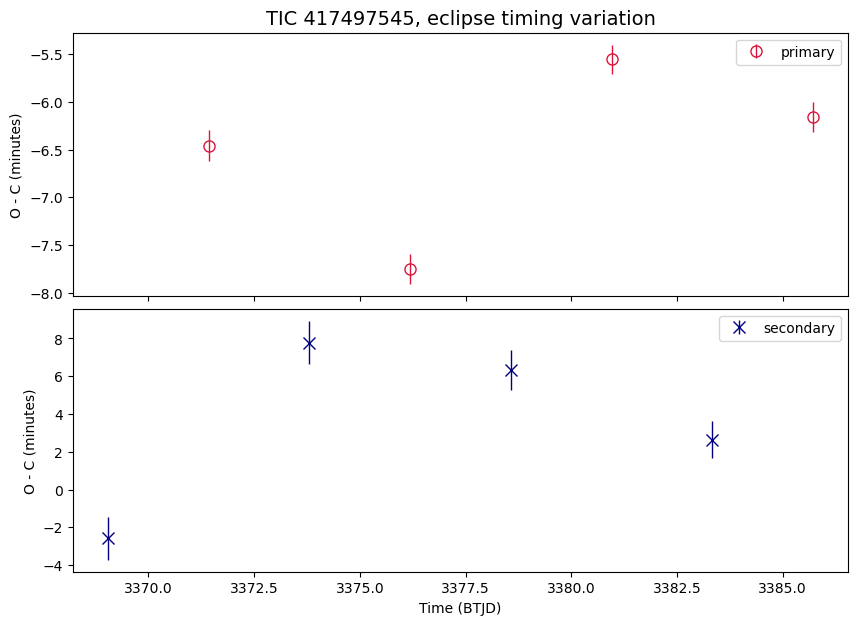 TIC 417497545, eclipse timing variation
primary
−5.5
−6.0
−6.5
−7.0
−7.5
−8.0
O - C (minutes)
secondary
8
6
4
2
0
−2
−4
O - C (minutes)
3370.0 3372.5 3375.0 3377.5 3380.0 3382.5 3385.0
Time (BTJD)